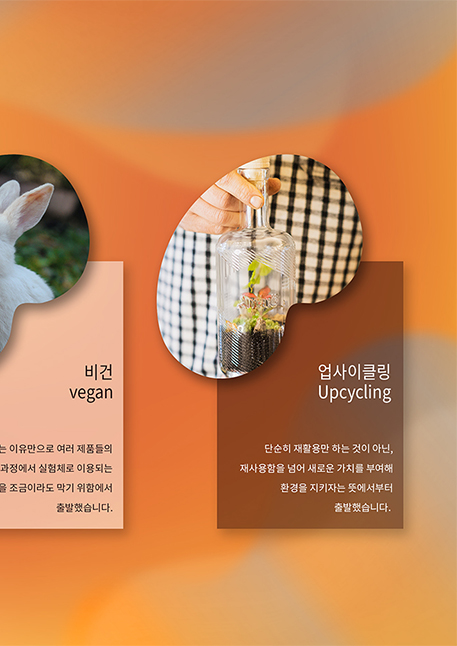 비건
vegan
는 이유만으로 여러 제품들의
과정에서 실험체로 이용되는
을 조금이라도 막기 위함에서
출발했습니다.
업사이클링
Upcycling
단순히 재활용만 하는 것이 아닌,
재사용함을 넘어 새로운 가치를 부여해
환경을 지키자는 뜻에서부터
출발했습니다.